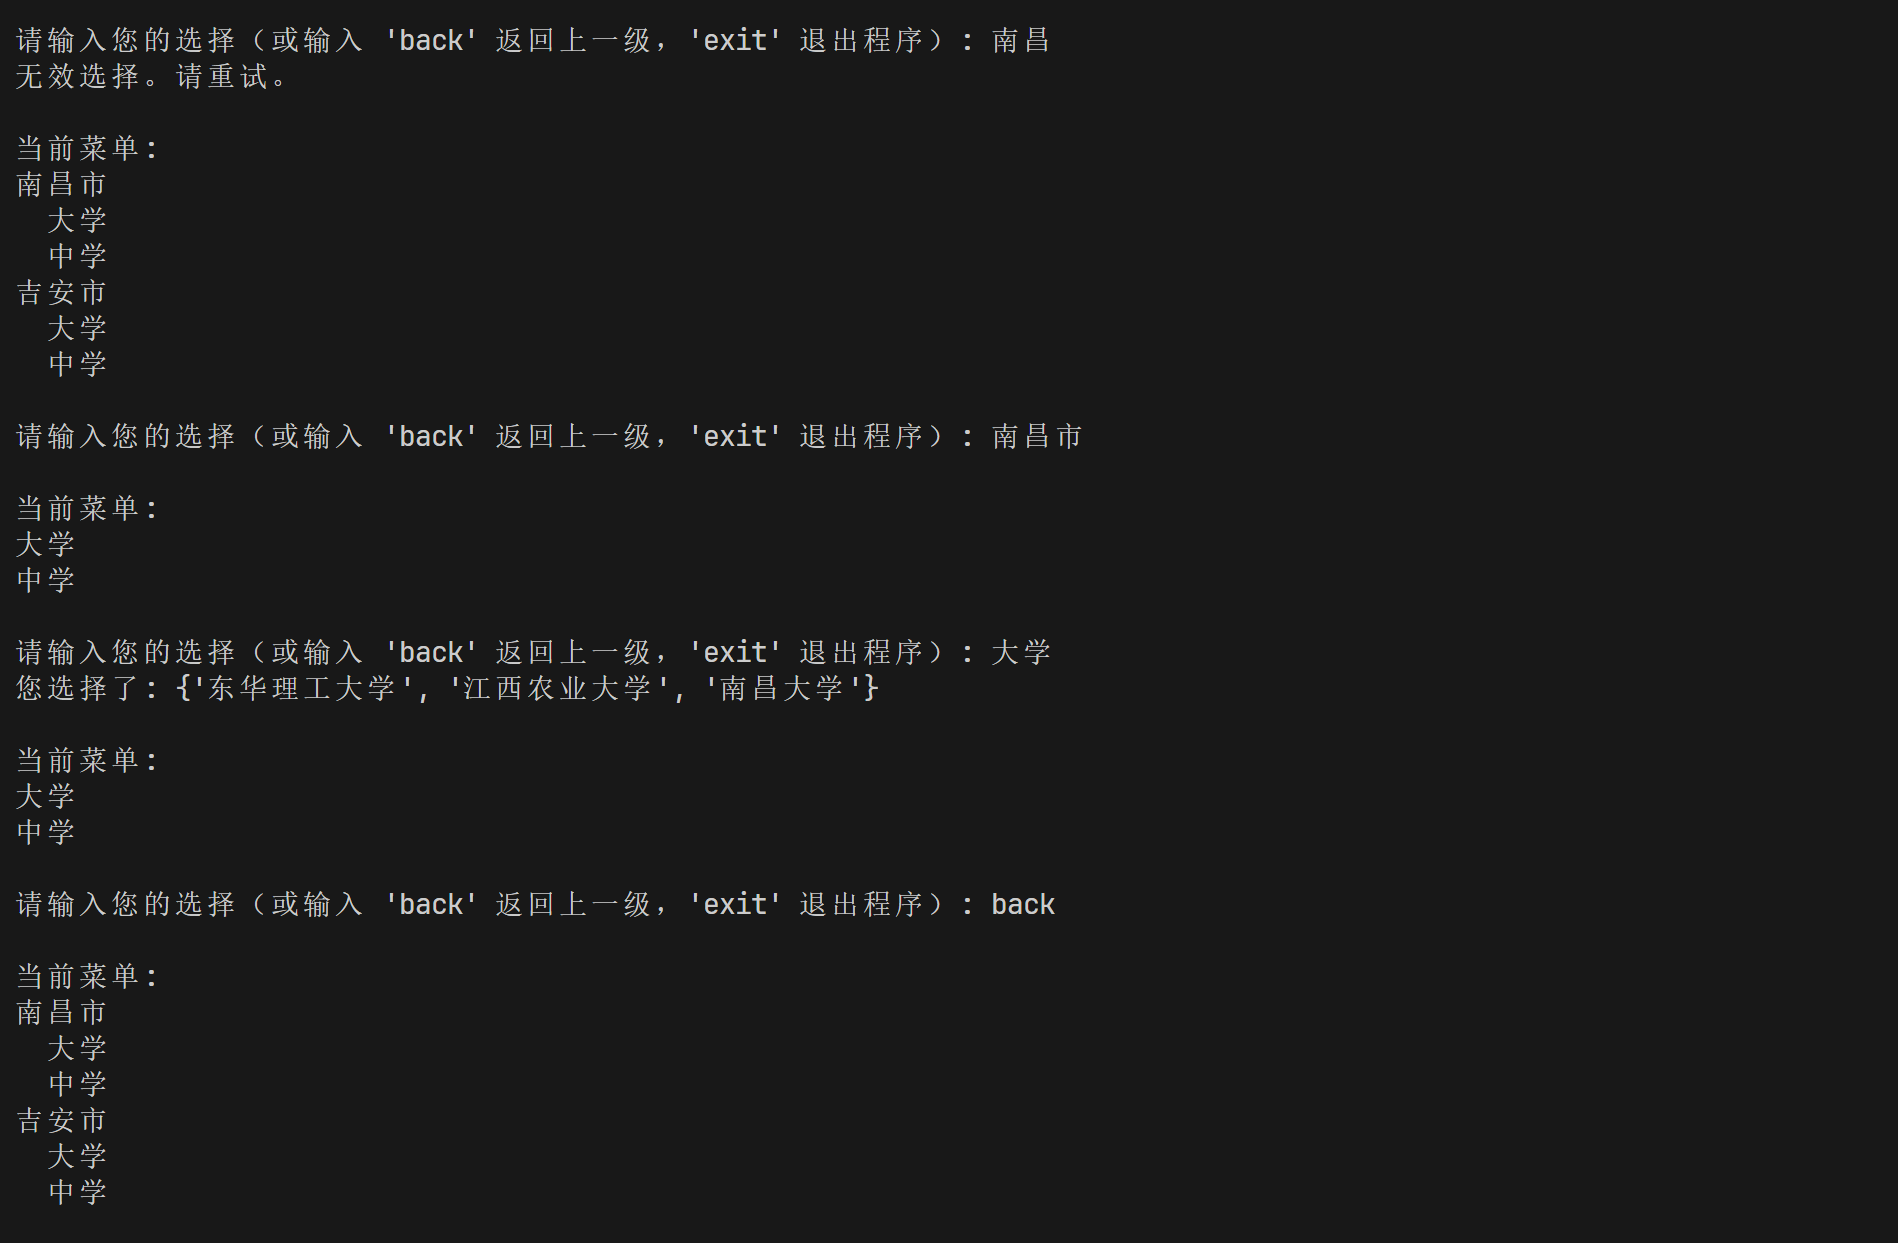 请输入您的选择（或输入 'back' 返回上一级，'exit' 退出程序）: 南昌
无效选择。请重试。
当前菜单:
南昌市
  大学
  中学
吉安市
  大学
  中学
请输入您的选择（或输入 'back' 返回上一级，'exit' 退出程序）: 南昌市
当前菜单:
大学
中学
请输入您的选择（或输入 'back' 返回上一级，'exit' 退出程序）: 大学
您选择了: {'东华理工大学', '江西农业大学', '南昌大学'}
当前菜单:
大学
中学
请输入您的选择（或输入 'back' 返回上一级，'exit' 退出程序）: back
当前菜单:
南昌市
  大学
  中学
吉安市
  大学
  中学